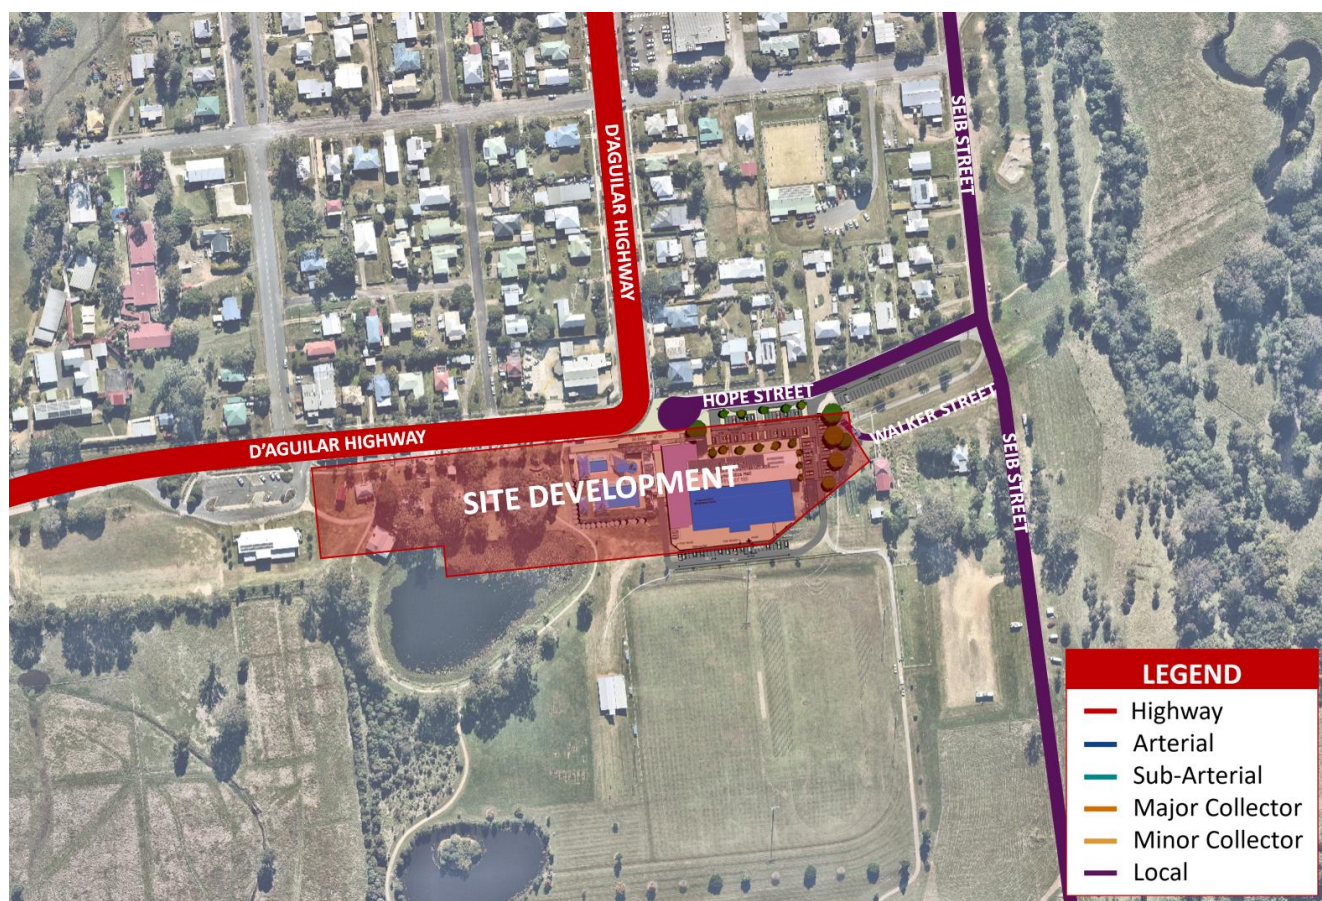 SEIB STREET
D'AGUILAR HIGHWAY
HOPE STREET
WALKER STREET
D'AGUILAR HIGHWAY
SEIB STREET
SITE DEVELOPMENT
LEGEND
Highway
Arterial
Sub-Arterial
Major Collector
Minor Collector
Local